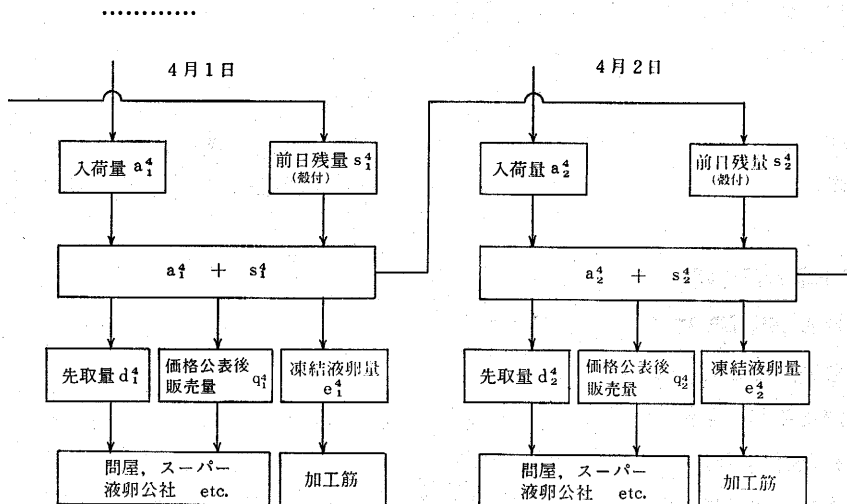 …………
4月1日
4月2日
入荷量 a₁⁴
前日残量 s₁⁴
(殻付)
入荷量 a₂⁴
前日残量 s₂⁴
(殻付)
a₁⁴ + s₁⁴
a₂⁴ + s₂⁴
先取量 d₁⁴
価格公表後
販売量 q₁⁴
凍結液卵量
e₁⁴
先取量 d₂⁴
価格公表後
販売量 q₂⁴
凍結液卵量
e₂⁴
問屋,スーパー
液卵公社 etc.
加工筋
問屋,スーパー
液卵公社 etc.
加工筋